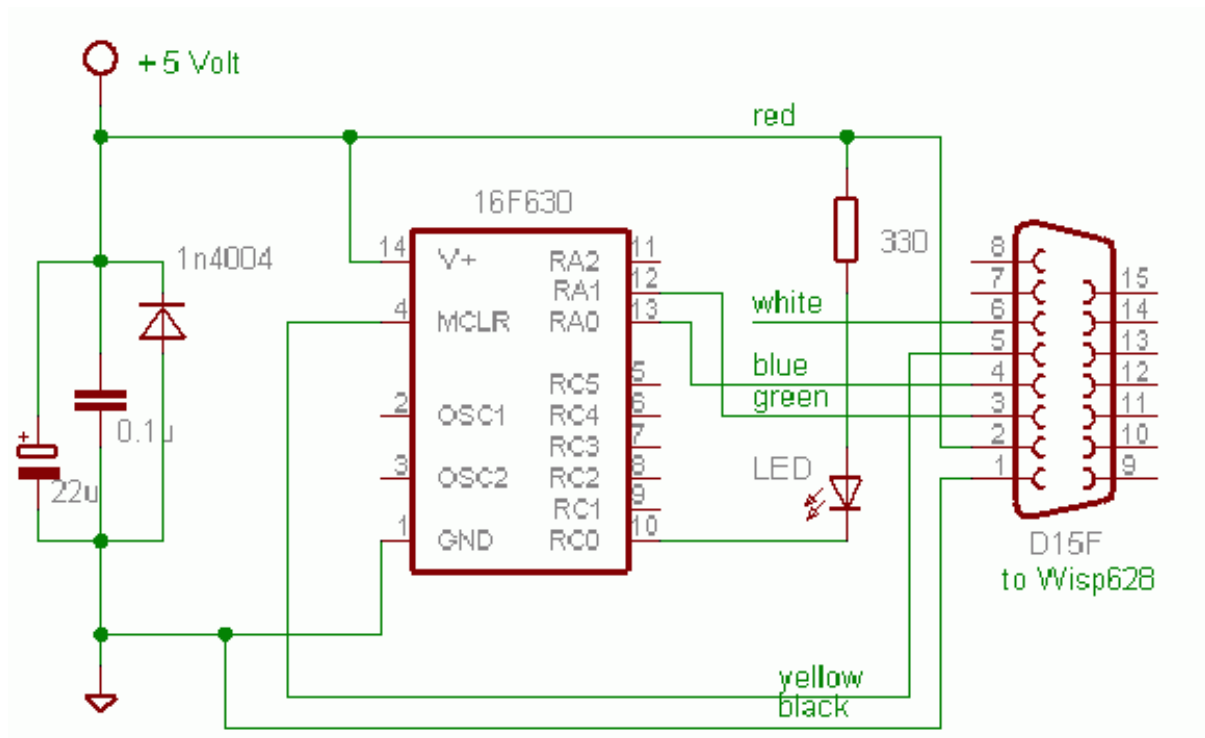 +5 Volt
red
16F630
1n4004
330
14
V+
RA2
11
RA1
12
4
MCLR
RA0
13
RC5
5
2
OSC1
RC4
6
RC3
7
3
OSC2
RC2
8
RC1
9
1
GND
RC0
10
+
0.1u
22u
white
blue
green
LED
8
7
6
5
4
3
2
1
15
14
13
12
11
10
9
D15F
to Wisp628
yellow
black